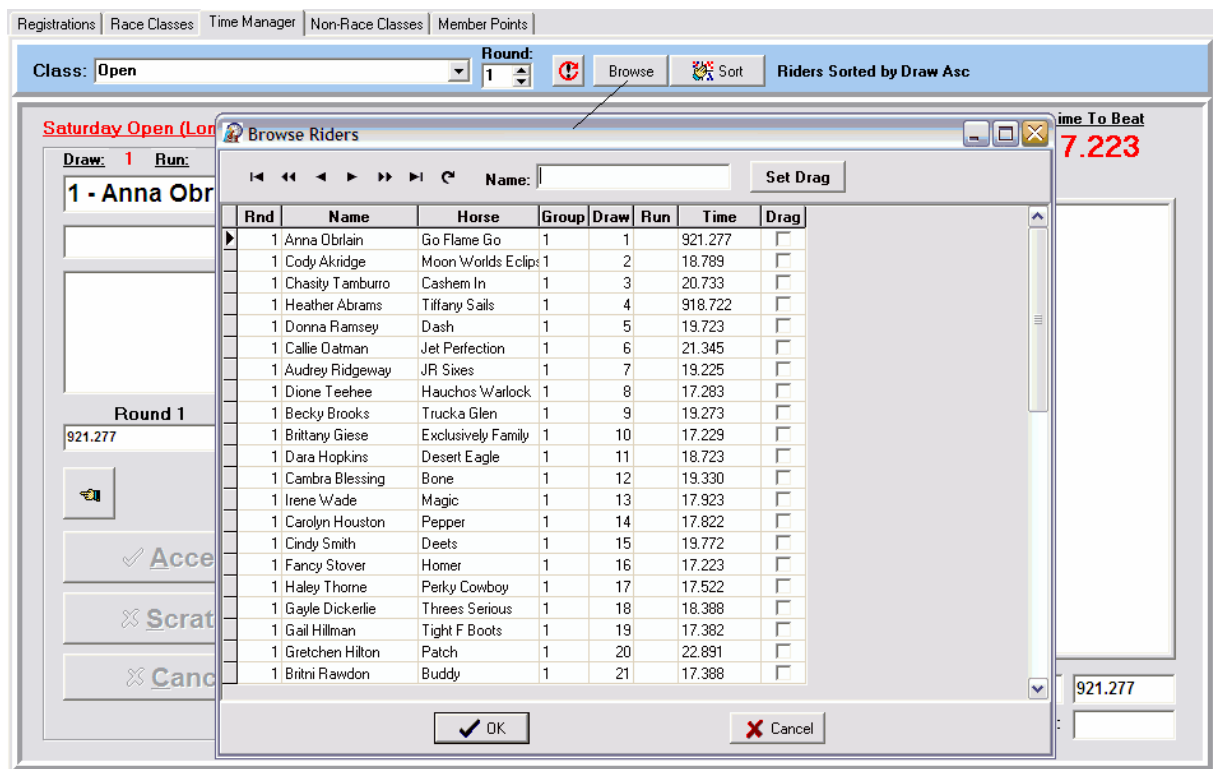 Registrations Race Classes Time Manager Non-Race Classes Member Points
Class: Open Round: 1 Browse Sort Riders Sorted by Draw Asc
Saturday Open (Lon
ime To Beat
7.223
Draw: 1 Run:
1 - Anna Obr
Browse Riders
Name: Set Drag
Rnd Name Horse Group Draw Run Time Drag
1 Anna Obrlain Go Flame Go 1 1 921.277
1 Cody Akridge Moon Worlds Eclips 1 2 18.789
1 Chasity Tamburro Cashem In 1 3 20.733
1 Heather Abrams Tiffany Sails 1 4 918.722
1 Donna Ramsey Dash 1 5 19.723
1 Callie Oatman Jet Perfection 1 6 21.345
1 Audrey Ridgeway JR Sixes 1 7 19.225
1 Dione Teehee Hauchos Warlock 1 8 17.283
1 Becky Brooks Trucka Glen 1 9 19.273
1 Brittany Giese Exclusively Family 1 10 17.229
1 Dara Hopkins Desert Eagle 1 11 18.723
1 Cambra Blessing Bone 1 12 19.330
1 Irene Wade Magic 1 13 17.923
1 Carolyn Houston Pepper 1 14 17.822
1 Cindy Smith Deets 1 15 19.772
1 Fancy Stover Homer 1 16 17.223
1 Haley Thorne Perky Cowboy 1 17 17.522
1 Gayle Dickerlie Threes Serious 1 18 18.388
1 Gail Hillman Tight F Boots 1 19 17.382
1 Gretchen Hilton Patch 1 20 22.891
1 Britni Rawdon Buddy 1 21 17.388
OK Cancel
Round 1
921.277
Acce
Scrat
Canc
921.277
: